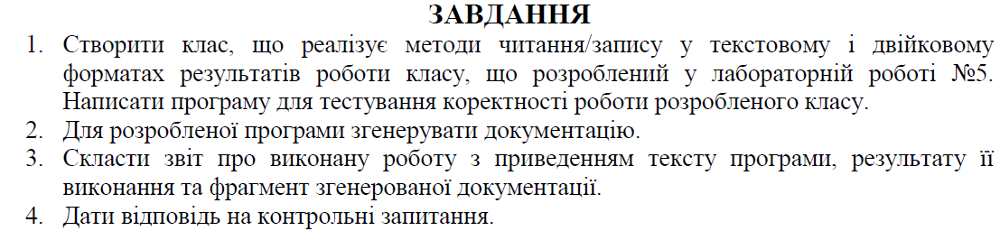 ЗАВДАННЯ
1. Створити клас, що реалізує методи читання/запису у текстовому і двійковому
форматах результатів роботи класу, що розроблений у лабораторній роботі №5.
Написати програму для тестування коректності роботи розробленого класу.
2. Для розробленої програми згенерувати документацію.
3. Скласти звіт про виконану роботу з приведенням тексту програми, результату її
виконання та фрагмент згенерованої документації.
4. Дати відповідь на контрольні запитання.